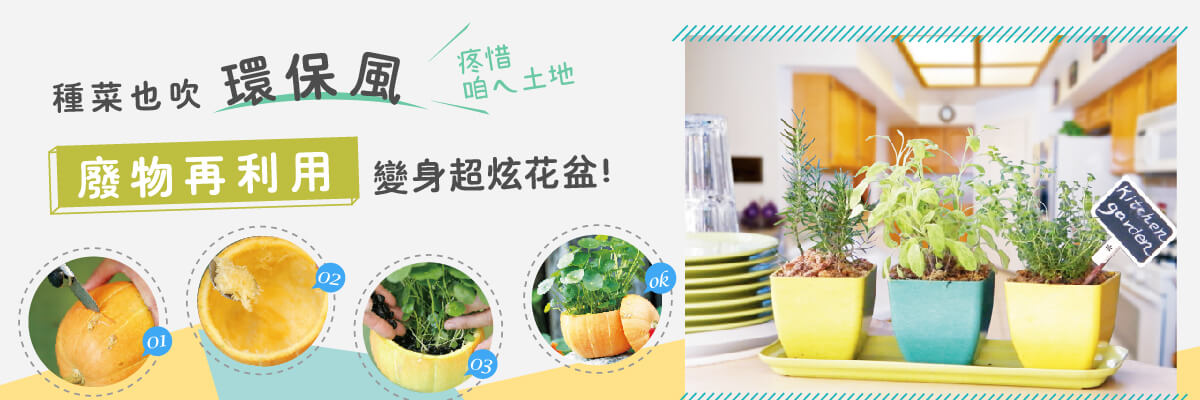 種菜也吹 環保風
疼惜
咱ㄟ土地
廢物再利用 變身超炫花盆!
01
02
03
ok
Kitchen
garden